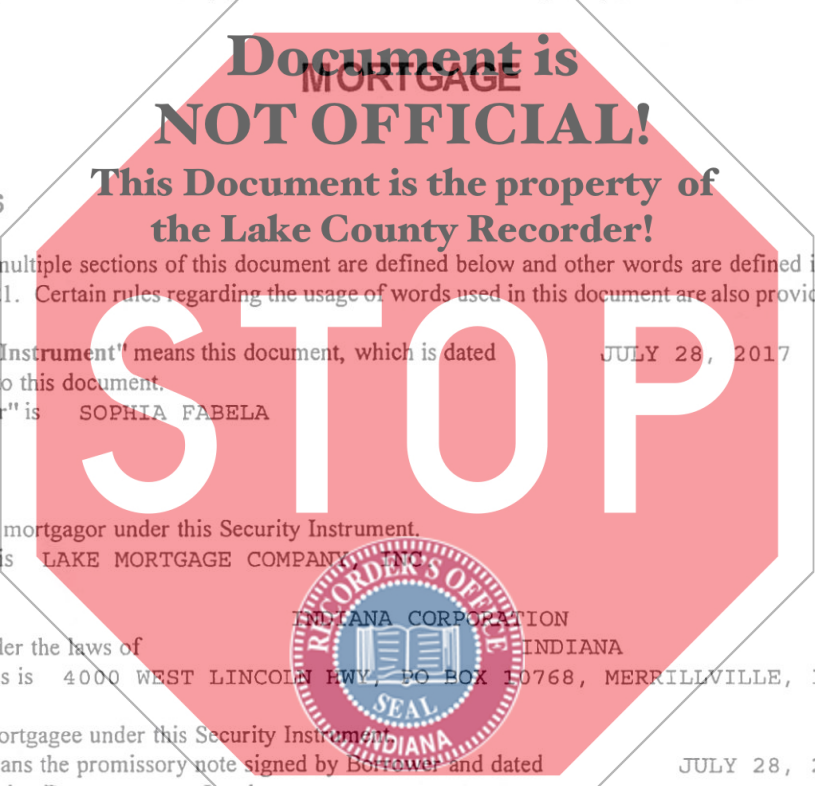 Document is
MORTGAGE
NOT OFFICIAL!
This Document is the property of
the Lake County Recorder!
S
multiple sections of this document are defined below and other words are defined i
1. Certain rules regarding the usage of words used in this document are also provid
STOP
Instrument" means this document, which is dated JULY 28, 2017
o this document.
r" is SOPHIA FABELA
mortgagor under this Security Instrument.
is LAKE MORTGAGE COMPANY, INC.
RECORDER'S OFFICE
INDIANA CORPORATION
der the laws of INDIANA
s is 4000 WEST LINCOLN HWY, PO BOX 10768, MERRILLVILLE, I
SEAL
INDIANA
ortgagee under this Security Instrument.
ans the promissory note signed by Borrower and dated JULY 28, 2